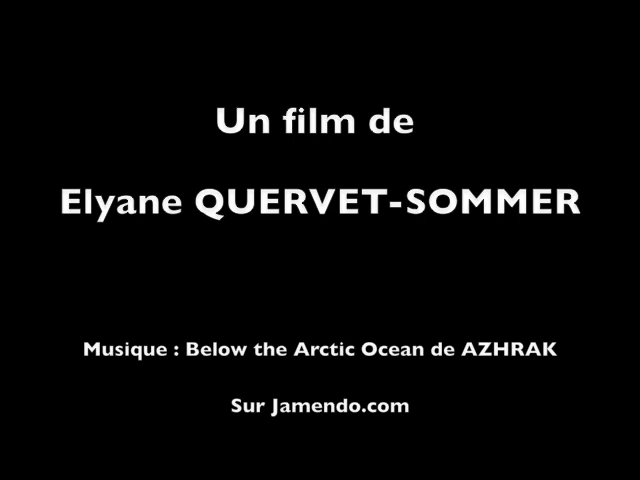 Un film de
Elyane QUERVET-SOMMER
Musique : Below the Arctic Ocean de AZHRAK
Sur Jamendo.com